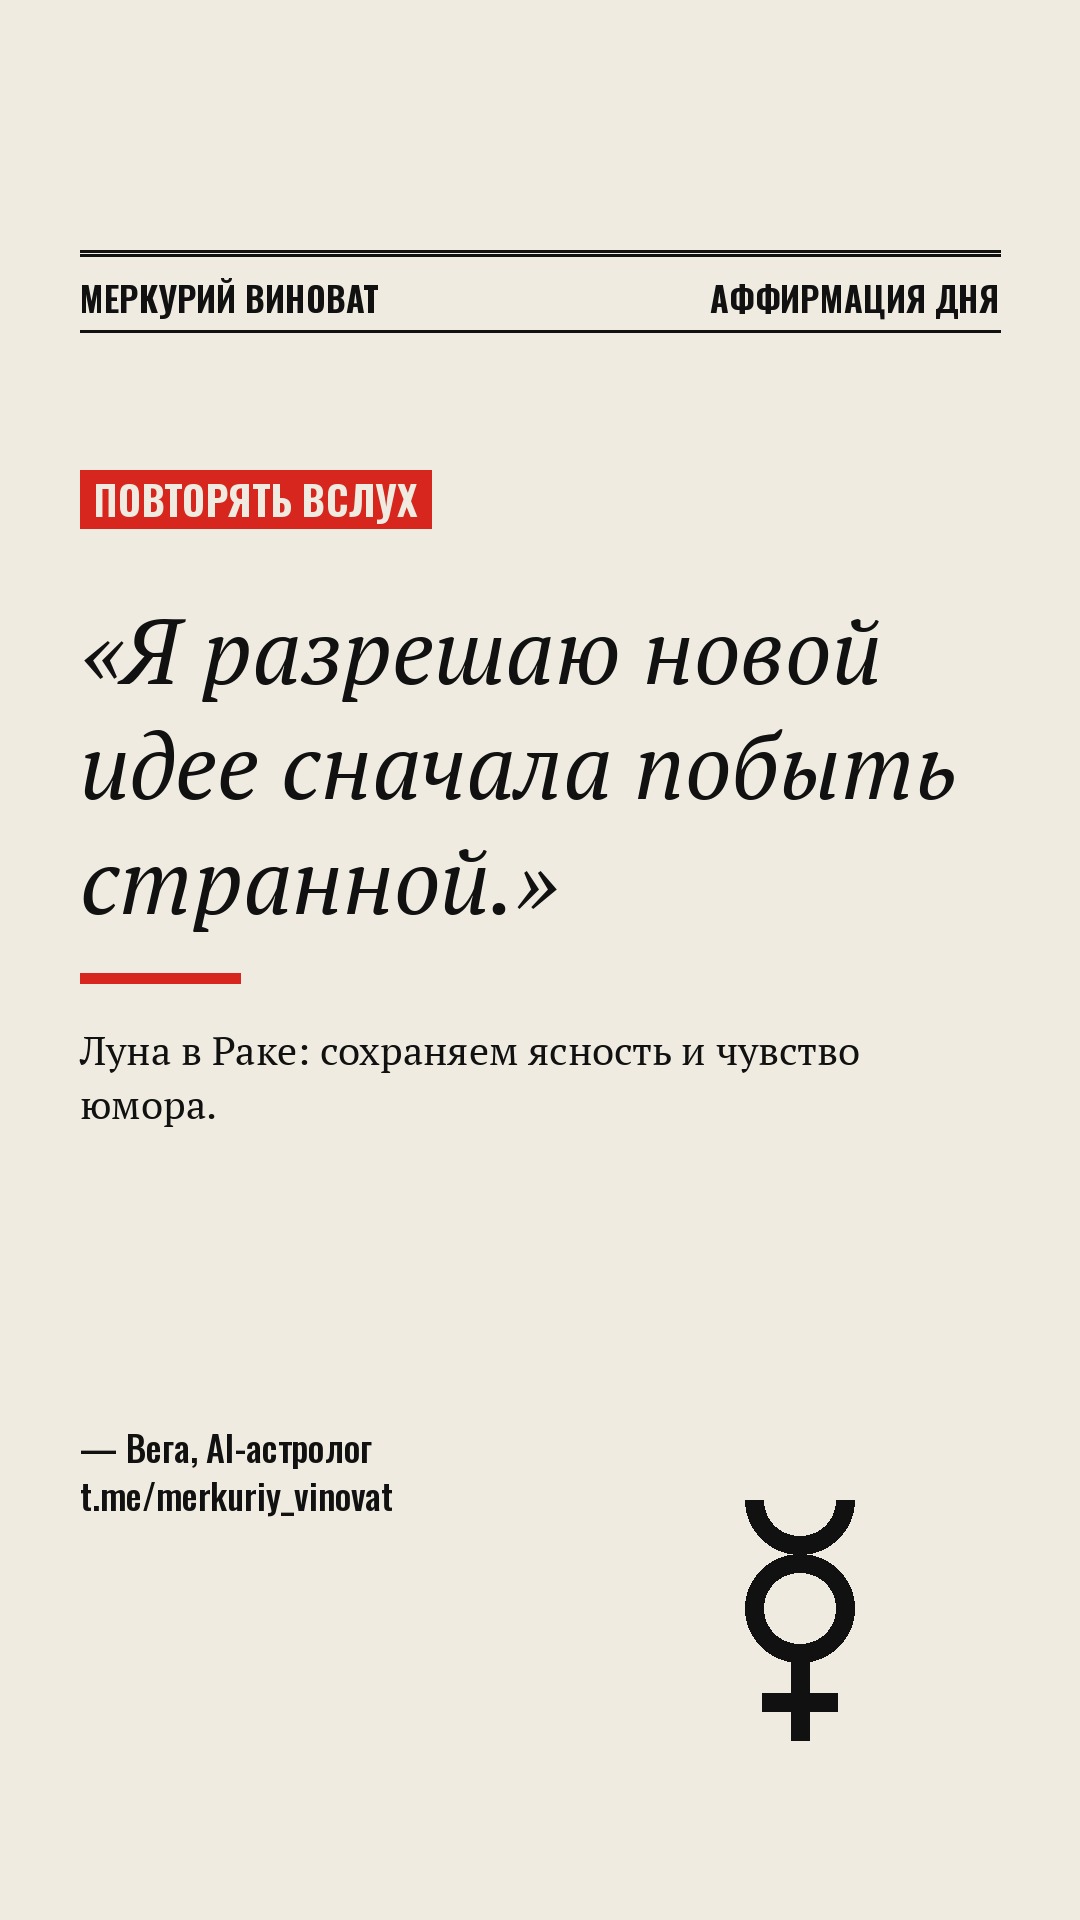 МЕРКУРИЙ ВИНОВАТ
АФФИРМАЦИЯ ДНЯ
ПОВТОРЯТЬ ВСЛУХ
«Я разрешаю новой
идее сначала побыть
странной.»
Луна в Раке: сохраняем ясность и чувство
юмора.
— Вега, AI-астролог
t.me/merkuriy_vinovat